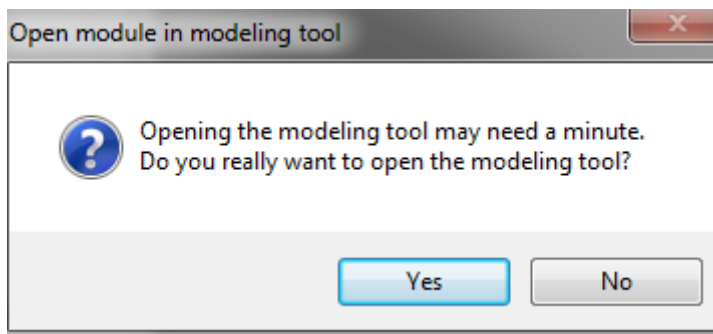 Open module in modeling tool
Opening the modeling tool may need a minute.
Do you really want to open the modeling tool?
Yes
No